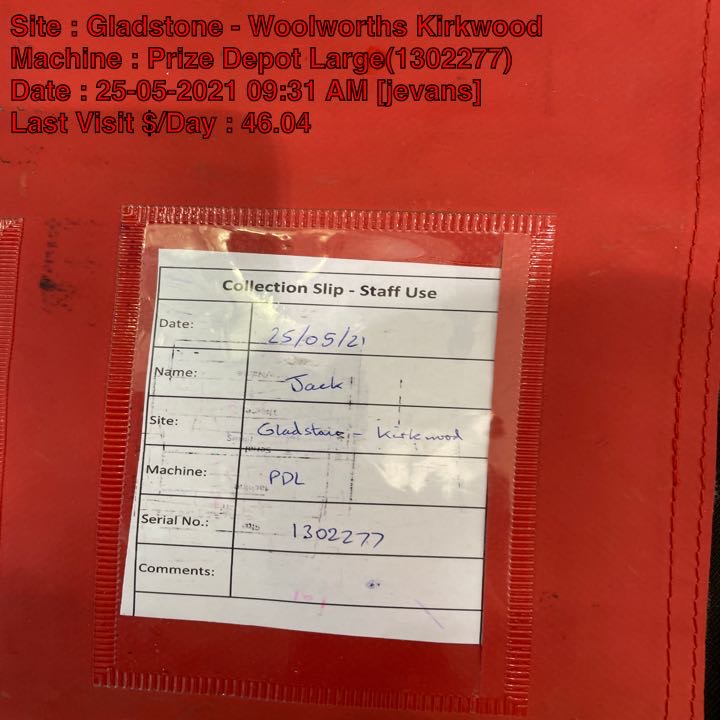 Site : Gladstone - Woolworths Kirkwood
Machine : Prize Depot Large(1302277)
Date : 25-05-2021 09:31 AM [jevans]
Last Visit $/Day : 46.04
Collection Slip - Staff Use
Date: 25/05/21
Name: Jack
Site: Gladstone - Kirkwood
Machine: PDL
Serial No.: 1302277
Comments: